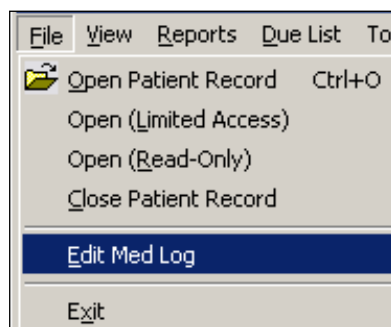 File View Reports Due List To
Open Patient Record Ctrl+O
Open (Limited Access)
Open (Read-Only)
Close Patient Record
Edit Med Log
Exit